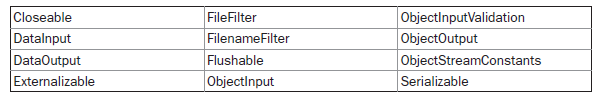 Closeable FileFilter ObjectInputValidation
DataInput FilenameFilter ObjectOutput
DataOutput Flushable ObjectStreamConstants
Externalizable ObjectInput Serializable